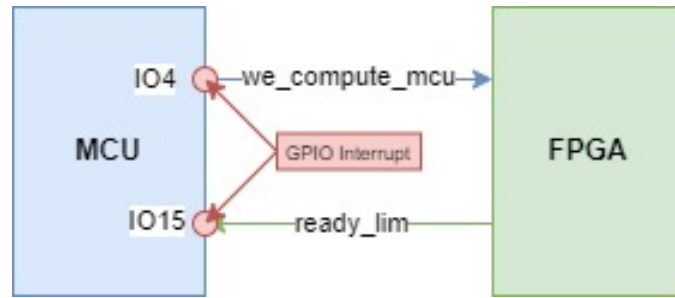 IO4
we_compute_mcu
MCU
GPIO Interrupt
FPGA
IO15
ready_lim